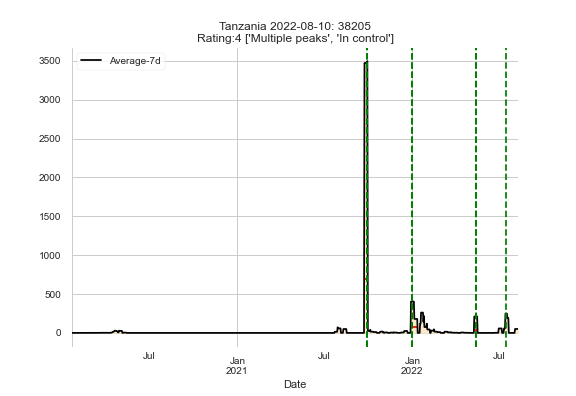 Tanzania 2022-08-10: 38205
Rating:4 ['Multiple peaks', 'In control']
Average-7d
3500
3000
2500
2000
1500
1000
500
0
Jul
Jan
2021
Jul
Jan
2022
Jul
Date